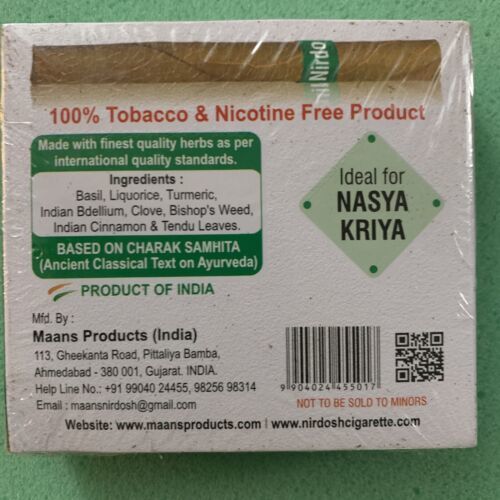 Nirdo
100% Tobacco & Nicotine Free Product
Made with finest quality herbs as per
international quality standards.
Ingredients :
Basil, Liquorice, Turmeric,
Indian Bdellium, Clove, Bishop's Weed,
Indian Cinnamon & Tendu Leaves.
BASED ON CHARAK SAMHITA
(Ancient Classical Text on Ayurveda)
Ideal for
NASYA
KRIYA
PRODUCT OF INDIA
Mfd. By :
Maans Products (India)
113, Gheekanta Road, Pittaliya Bamba,
Ahmedabad - 380 001, Gujarat. INDIA.
Help Line No.: +91 99040 24455, 98256 98314
Email : maansnirdosh@gmail.com
9 904024 455017
NOT TO BE SOLD TO MINORS
Website: www.maansproducts.com | www.nirdoshcigarette.com